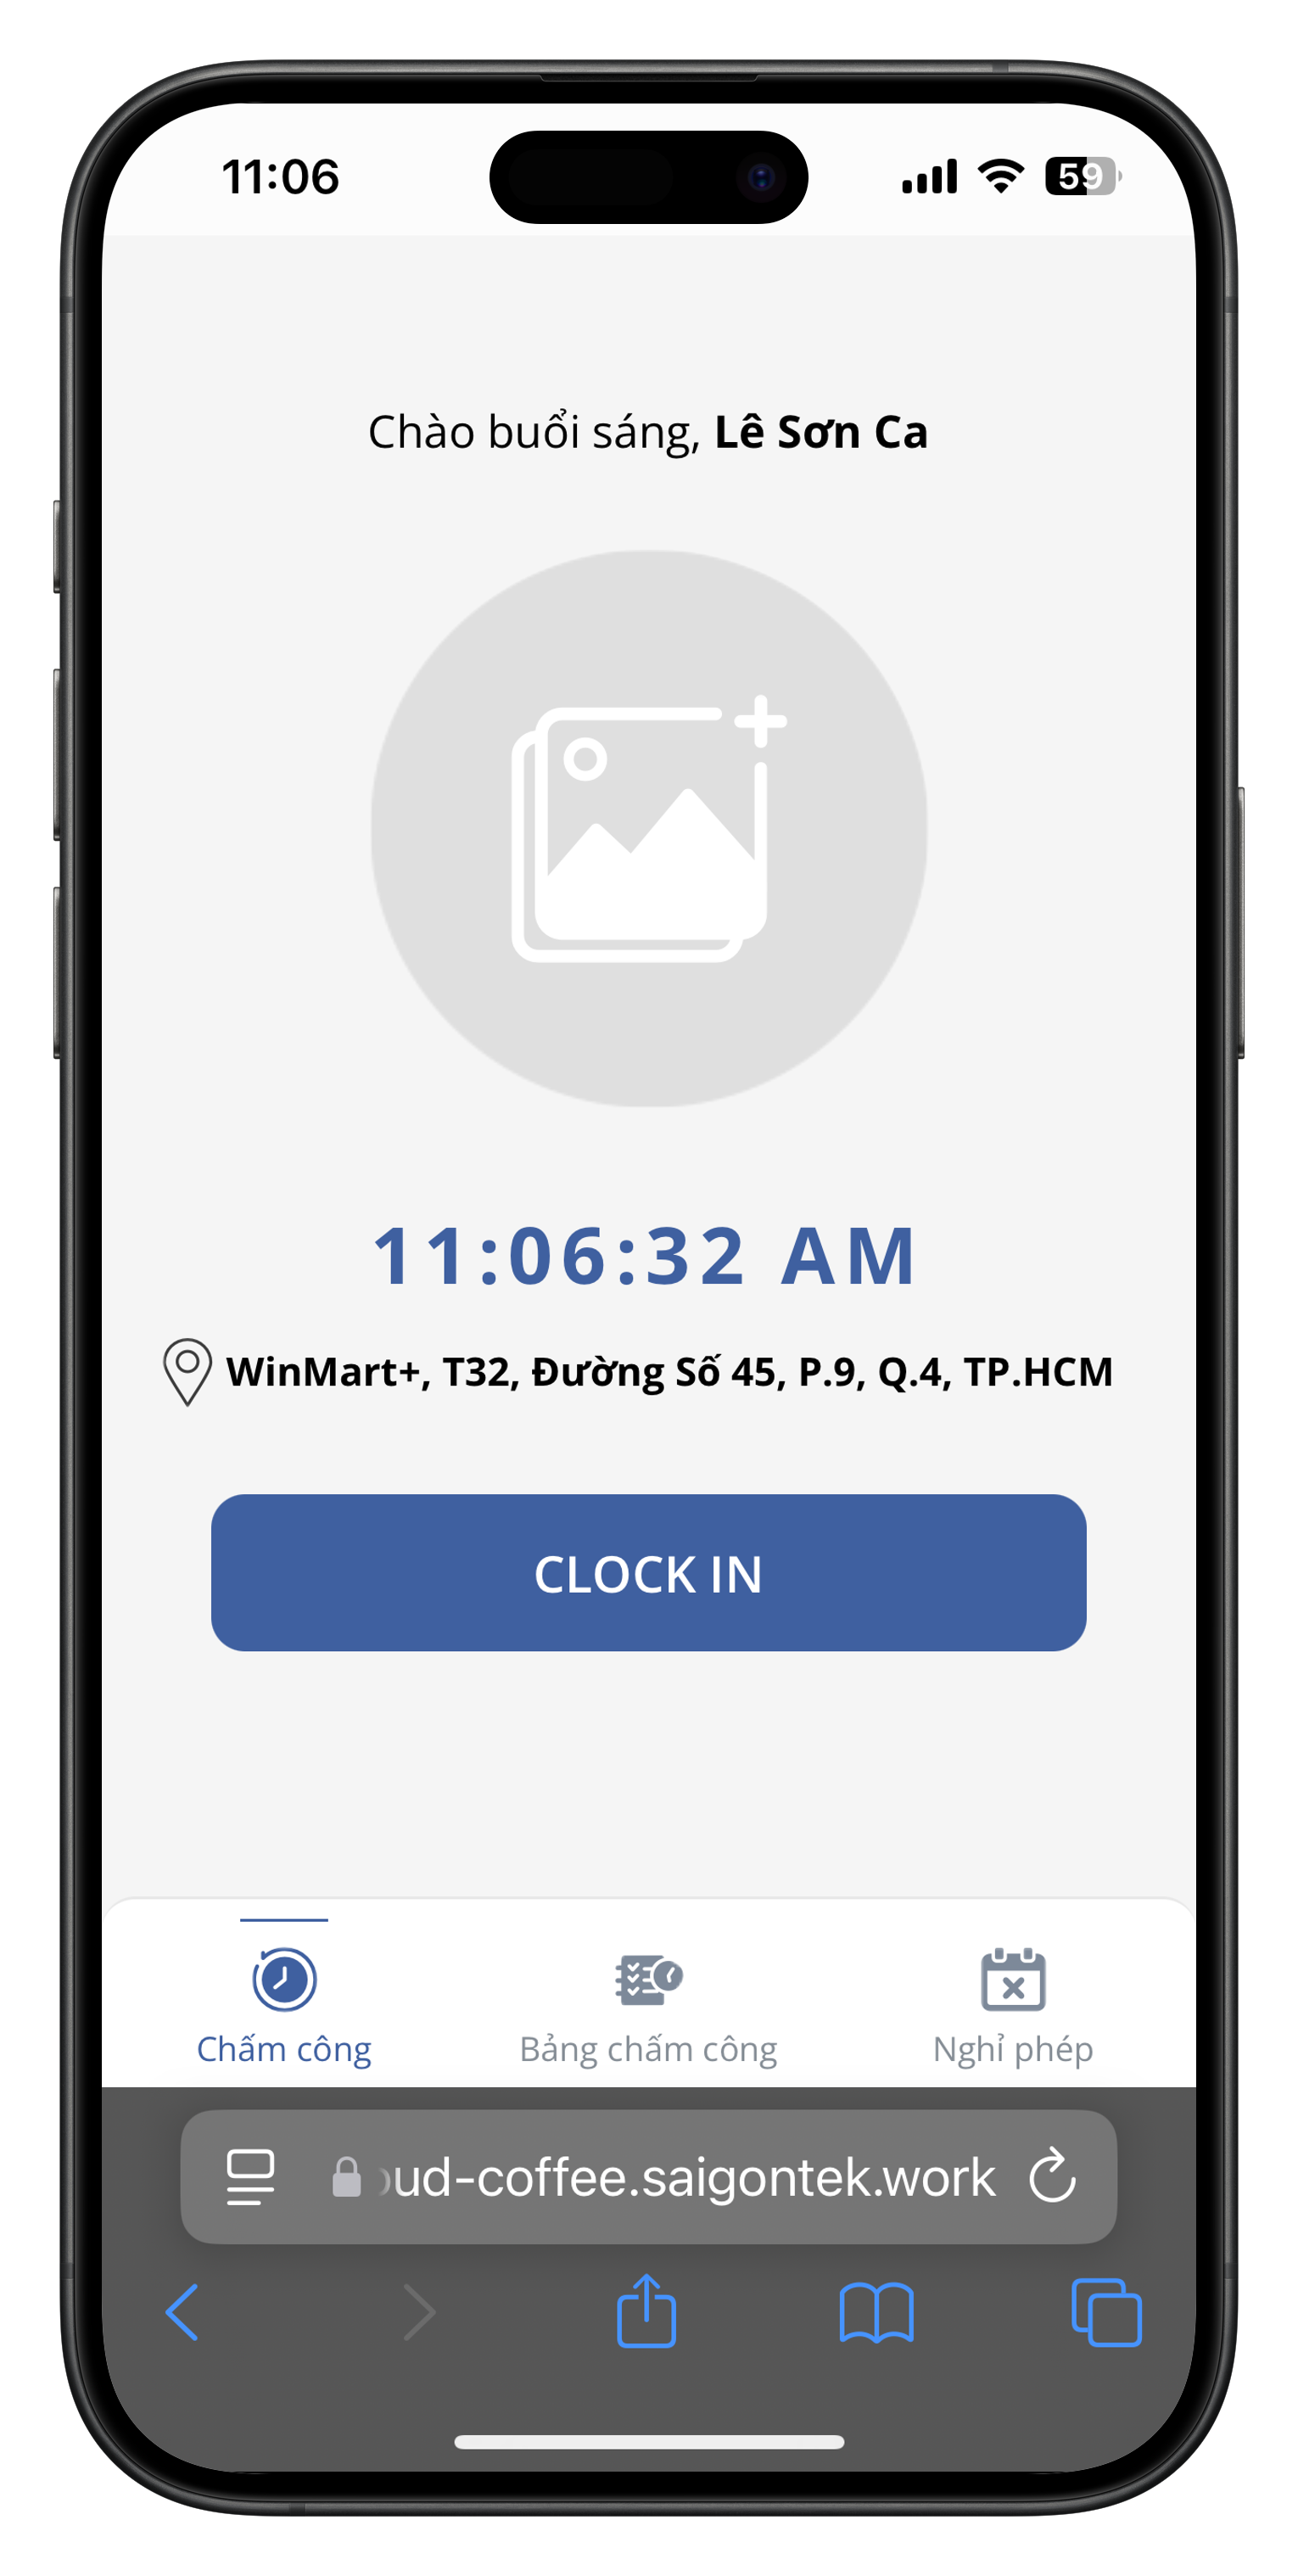 11:06
59
Chào buổi sáng, Lê Sơn Ca
11:06:32 AM
WinMart+, T32, Đường Số 45, P.9, Q.4, TP.HCM
CLOCK IN
Chấm công
Bảng chấm công
Nghỉ phép
ud-coffee.saigontek.work